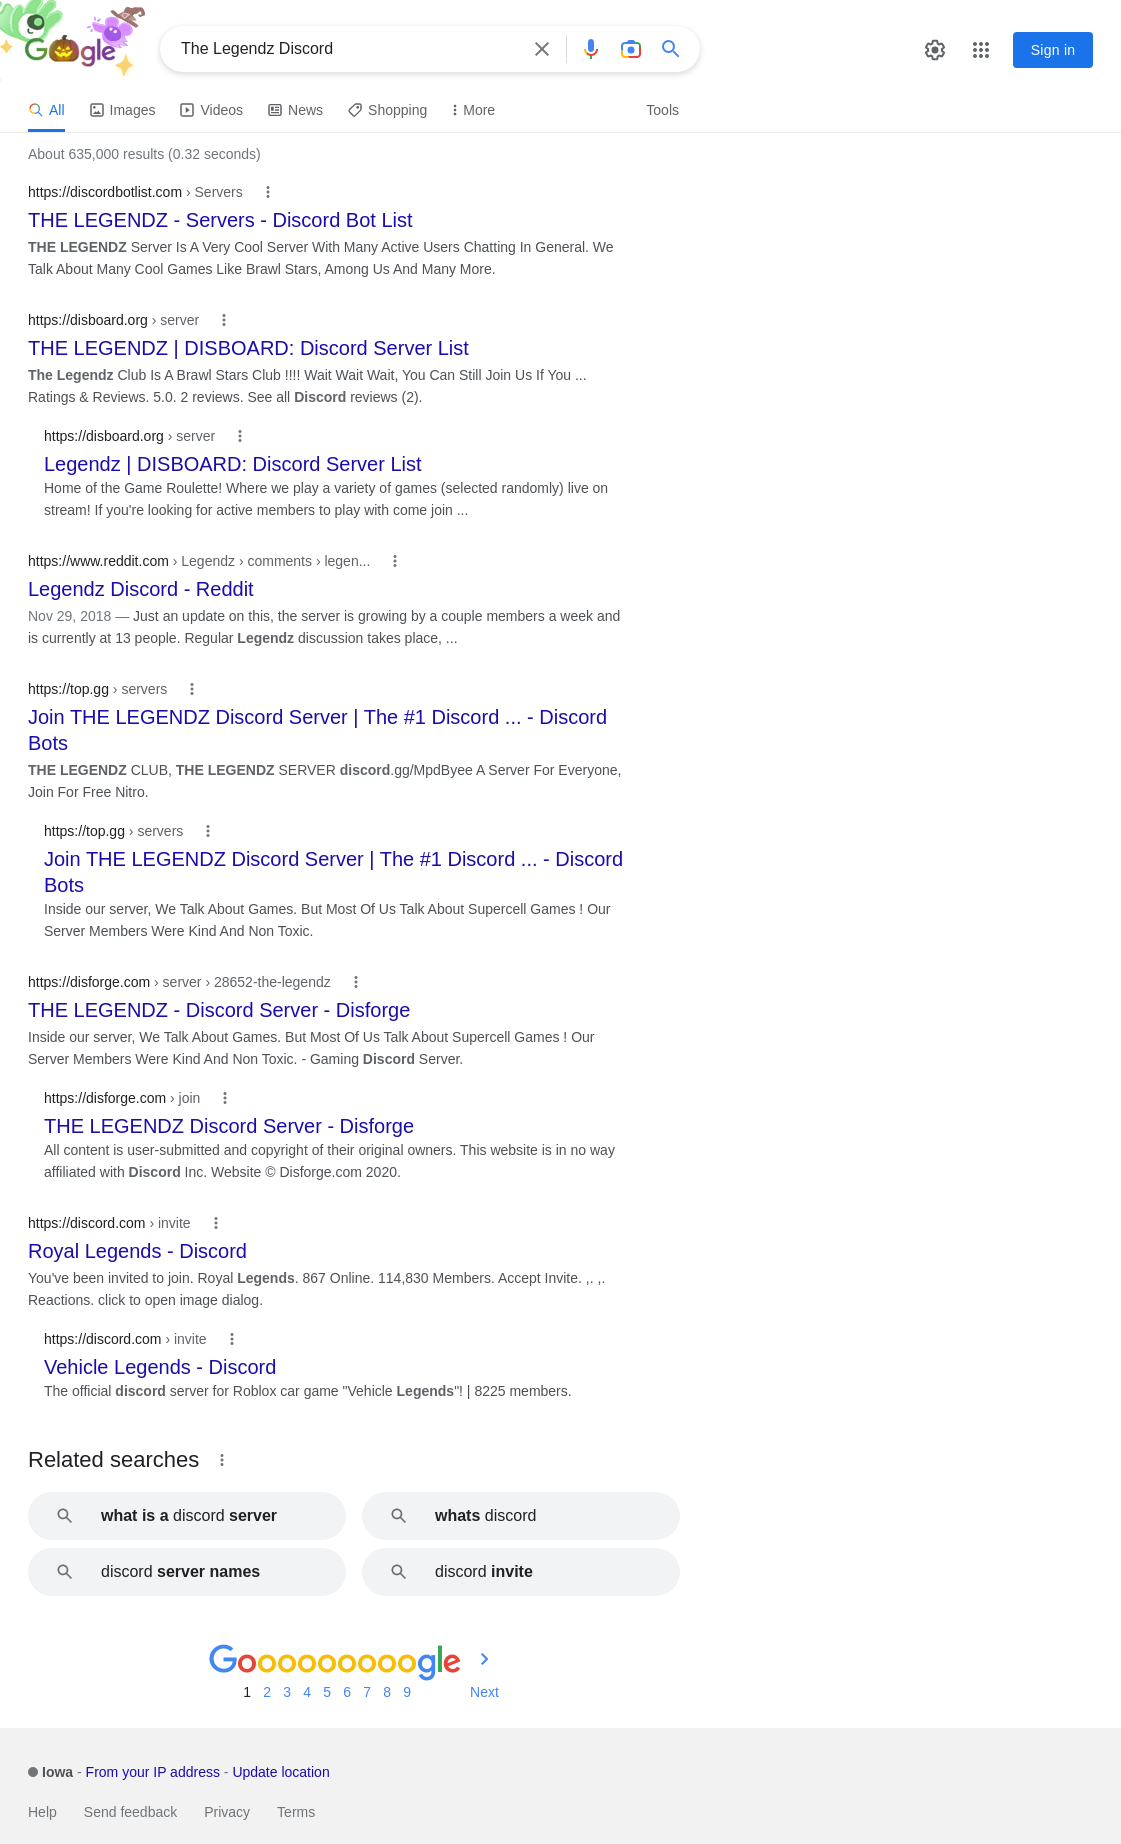 Google
The Legendz Discord
Sign in
All Images Videos News Shopping More Tools
About 635,000 results (0.32 seconds)
https://discordbotlist.com › Servers
THE LEGENDZ - Servers - Discord Bot List
THE LEGENDZ Server Is A Very Cool Server With Many Active Users Chatting In General. We
Talk About Many Cool Games Like Brawl Stars, Among Us And Many More.
https://disboard.org › server
THE LEGENDZ | DISBOARD: Discord Server List
The Legendz Club Is A Brawl Stars Club !!!! Wait Wait Wait, You Can Still Join Us If You ...
Ratings & Reviews. 5.0. 2 reviews. See all Discord reviews (2).
https://disboard.org › server
Legendz | DISBOARD: Discord Server List
Home of the Game Roulette! Where we play a variety of games (selected randomly) live on
stream! If you're looking for active members to play with come join ...
https://www.reddit.com › Legendz › comments › legen...
Legendz Discord - Reddit
Nov 29, 2018 — Just an update on this, the server is growing by a couple members a week and
is currently at 13 people. Regular Legendz discussion takes place, ...
https://top.gg › servers
Join THE LEGENDZ Discord Server | The #1 Discord ... - Discord
Bots
THE LEGENDZ CLUB, THE LEGENDZ SERVER discord.gg/MpdByee A Server For Everyone,
Join For Free Nitro.
https://top.gg › servers
Join THE LEGENDZ Discord Server | The #1 Discord ... - Discord
Bots
Inside our server, We Talk About Games. But Most Of Us Talk About Supercell Games ! Our
Server Members Were Kind And Non Toxic.
https://disforge.com › server › 28652-the-legendz
THE LEGENDZ - Discord Server - Disforge
Inside our server, We Talk About Games. But Most Of Us Talk About Supercell Games ! Our
Server Members Were Kind And Non Toxic. - Gaming Discord Server.
https://disforge.com › join
THE LEGENDZ Discord Server - Disforge
All content is user-submitted and copyright of their original owners. This website is in no way
affiliated with Discord Inc. Website © Disforge.com 2020.
https://discord.com › invite
Royal Legends - Discord
You've been invited to join. Royal Legends. 867 Online. 114,830 Members. Accept Invite. ,. ,.
Reactions. click to open image dialog.
https://discord.com › invite
Vehicle Legends - Discord
The official discord server for Roblox car game "Vehicle Legends"! | 8225 members.
Related searches
what is a discord server
whats discord
discord server names
discord invite
Gooooooooogle
1 2 3 4 5 6 7 8 9 Next
Iowa - From your IP address - Update location
Help Send feedback Privacy Terms